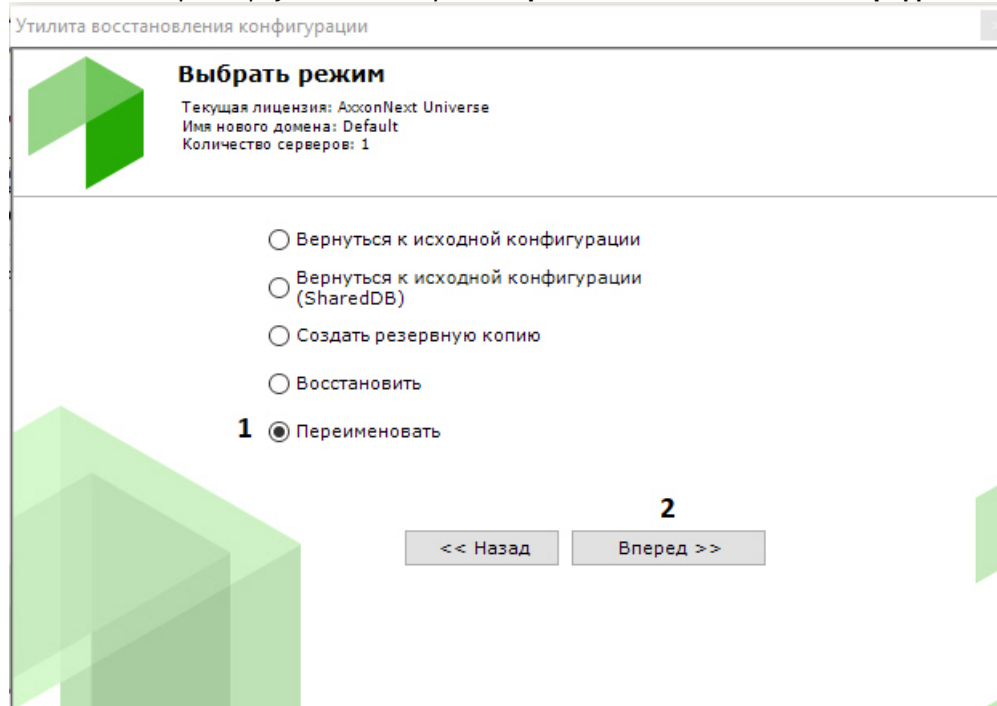 Утилита восстановления конфигурации
Выбрать режим
Текущая лицензия: AxxonNext Universe
Имя нового домена: Default
Количество серверов: 1
Вернуться к исходной конфигурации
Вернуться к исходной конфигурации
(SharedDB)
Создать резервную копию
Восстановить
1 Переименовать
2
<< Назад Вперед >>